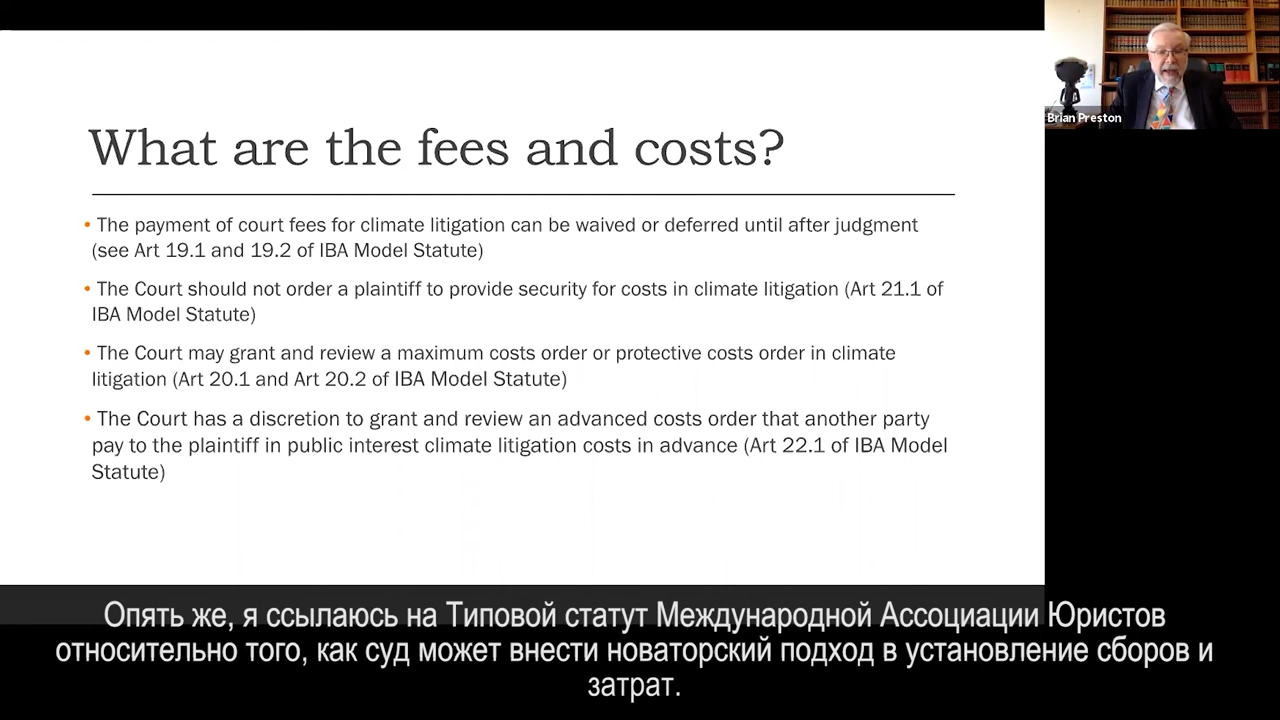 What are the fees and costs?
• The payment of court fees for climate litigation can be waived or deferred until after judgment
(see Art 19.1 and 19.2 of IBA Model Statute)
• The Court should not order a plaintiff to provide security for costs in climate litigation (Art 21.1 of
IBA Model Statute)
• The Court may grant and review a maximum costs order or protective costs order in climate
litigation (Art 20.1 and Art 20.2 of IBA Model Statute)
• The Court has a discretion to grant and review an advanced costs order that another party
pay to the plaintiff in public interest climate litigation costs in advance (Art 22.1 of IBA Model
Statute)
Brian Preston
Опять же, я ссылаюсь на Типовой статут Международной Ассоциации Юристов
относительно того, как суд может внести новаторский подход в установление сборов и
затрат.